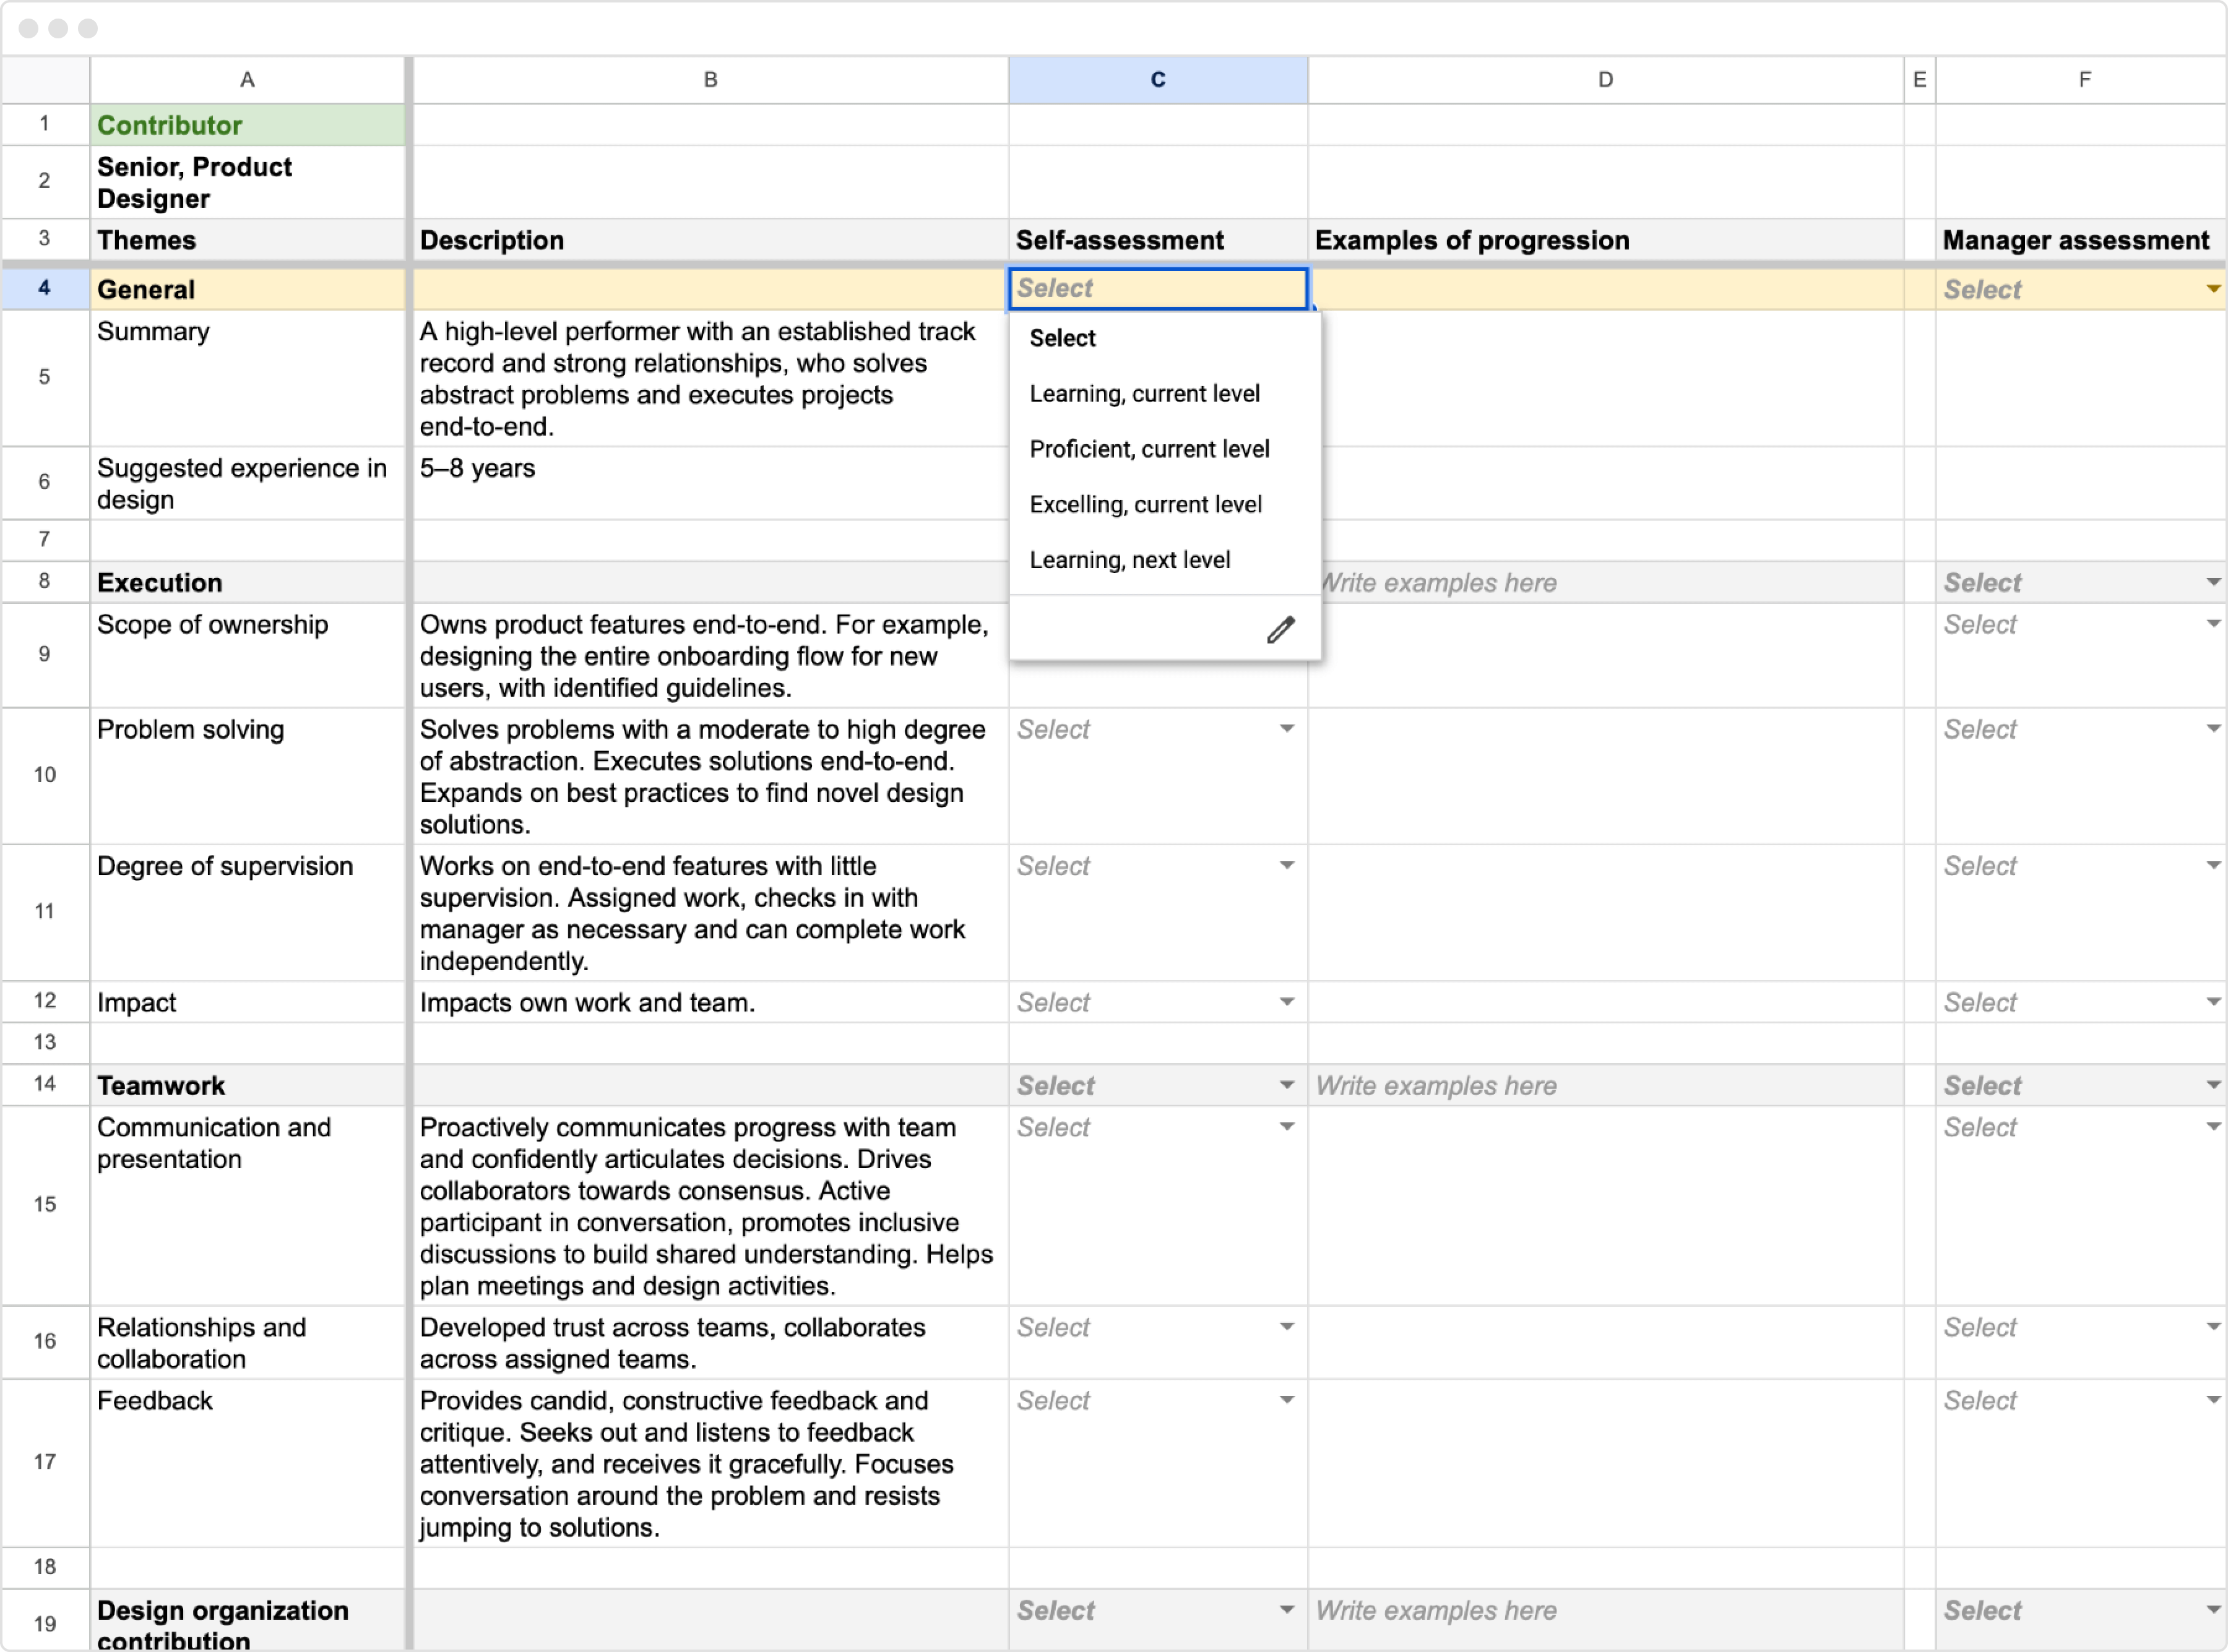 A B C D E F
1 Contributor
2 Senior, Product
Designer
3 Themes Description Self-assessment Examples of progression Manager assessment
4 General Select Select
Select
Learning, current level
Proficient, current level
Excelling, current level
Learning, next level
5 Summary A high-level performer with an established track
record and strong relationships, who solves
abstract problems and executes projects
end-to-end.
6 Suggested experience in
design
5–8 years
7
8 Execution Write examples here Select
9 Scope of ownership Owns product features end-to-end. For example, Select
designing the entire onboarding flow for new
users, with identified guidelines.
10 Problem solving Solves problems with a moderate to high degree Select Select
of abstraction. Executes solutions end-to-end.
Expands on best practices to find novel design
solutions.
11 Degree of supervision Works on end-to-end features with little Select Select
supervision. Assigned work, checks in with
manager as necessary and can complete work
independently.
12 Impact Impacts own work and team. Select Select
13
14 Teamwork Select Write examples here Select
15 Communication and
presentation
Proactively communicates progress with team Select Select
and confidently articulates decisions. Drives
collaborators towards consensus. Active
participant in conversation, promotes inclusive
discussions to build shared understanding. Helps
plan meetings and design activities.
16 Relationships and
collaboration
Developed trust across teams, collaborates Select Select
across assigned teams.
17 Feedback Provides candid, constructive feedback and Select Select
critique. Seeks out and listens to feedback
attentively, and receives it gracefully. Focuses
conversation around the problem and resists
jumping to solutions.
18
19 Design organization Select Write examples here Select
contribution